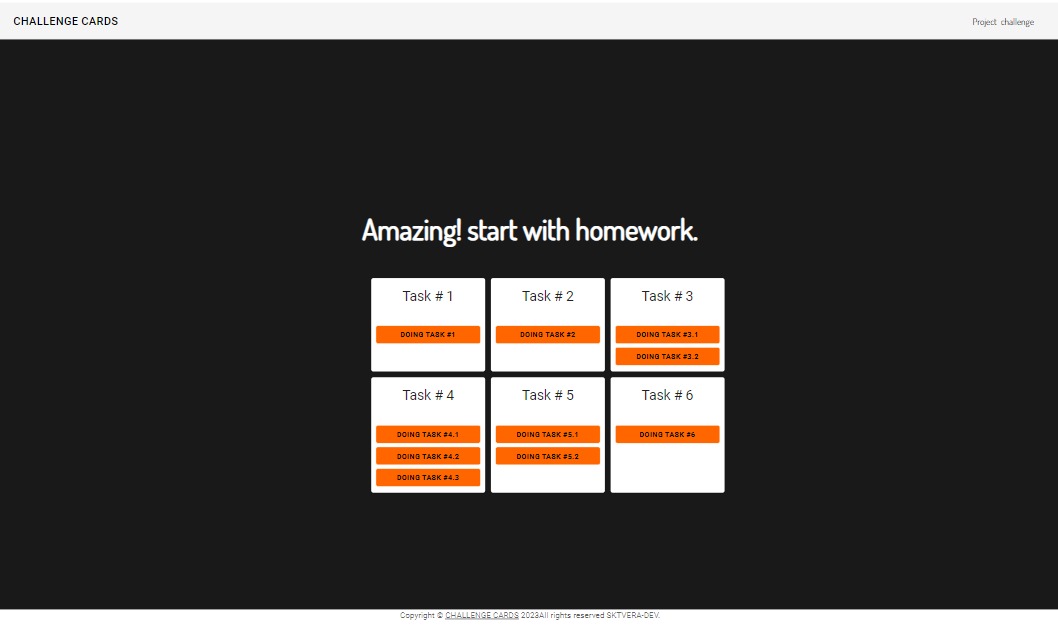 CHALLENGE CARDS
Project challenge
Amazing! start with homework.
Task # 1
DOING TASK #1
Task # 2
DOING TASK #2
Task # 3
DOING TASK #3.1
DOING TASK #3.2
Task # 4
DOING TASK #4.1
DOING TASK #4.2
DOING TASK #4.3
Task # 5
DOING TASK #5.1
DOING TASK #5.2
Task # 6
DOING TASK #6
Copyright © CHALLENGE CARDS 2023All rights reserved SKTVERA-DEV.